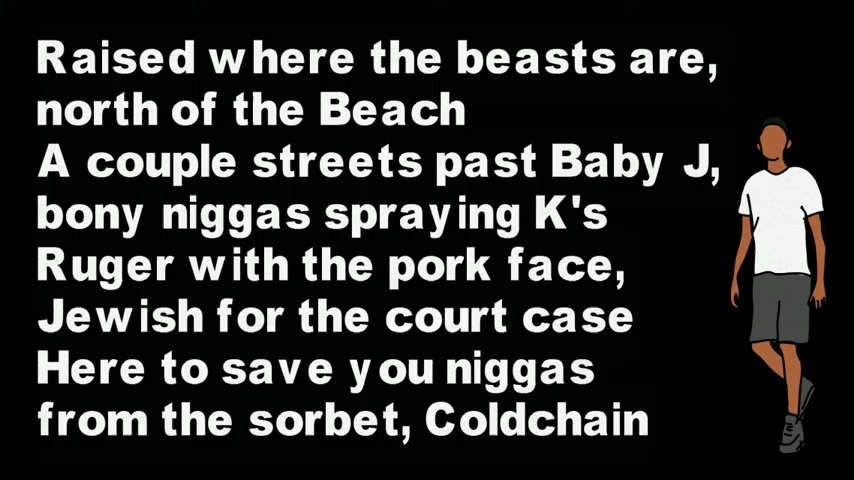 Raised where the beasts are,
north of the Beach
A couple streets past Baby J,
bony niggas spraying K's
Ruger with the pork face,
Jewish for the court case
Here to save you niggas
from the sorbet, Coldchain